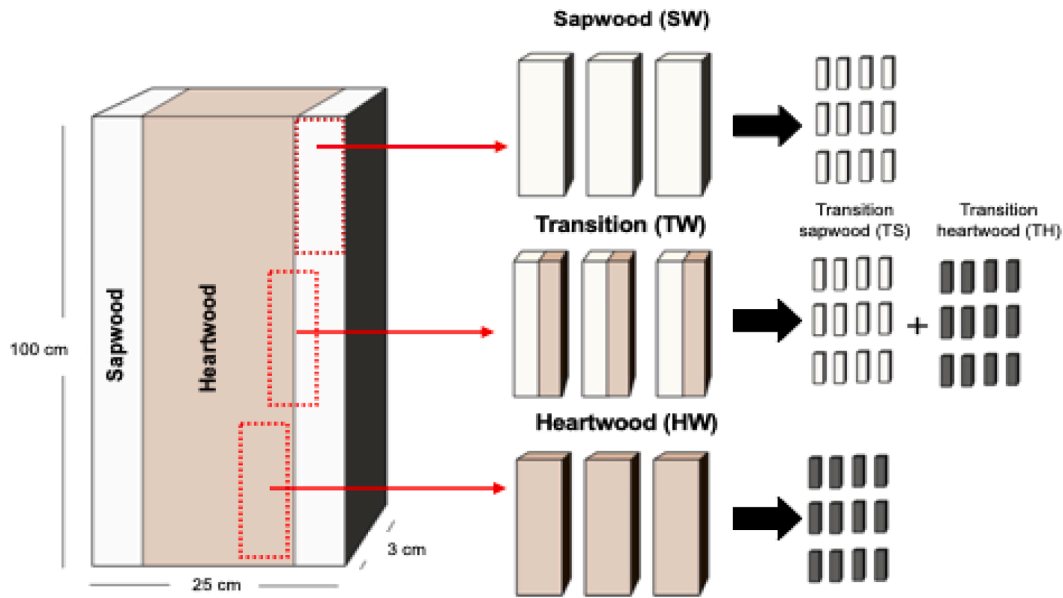 Sapwood (SW)
Transition
sapwood (TS)
Transition
heartwood (TH)
Transition (TW)
Sapwood
Heartwood
+
100 cm
Heartwood (HW)
3 cm
25 cm